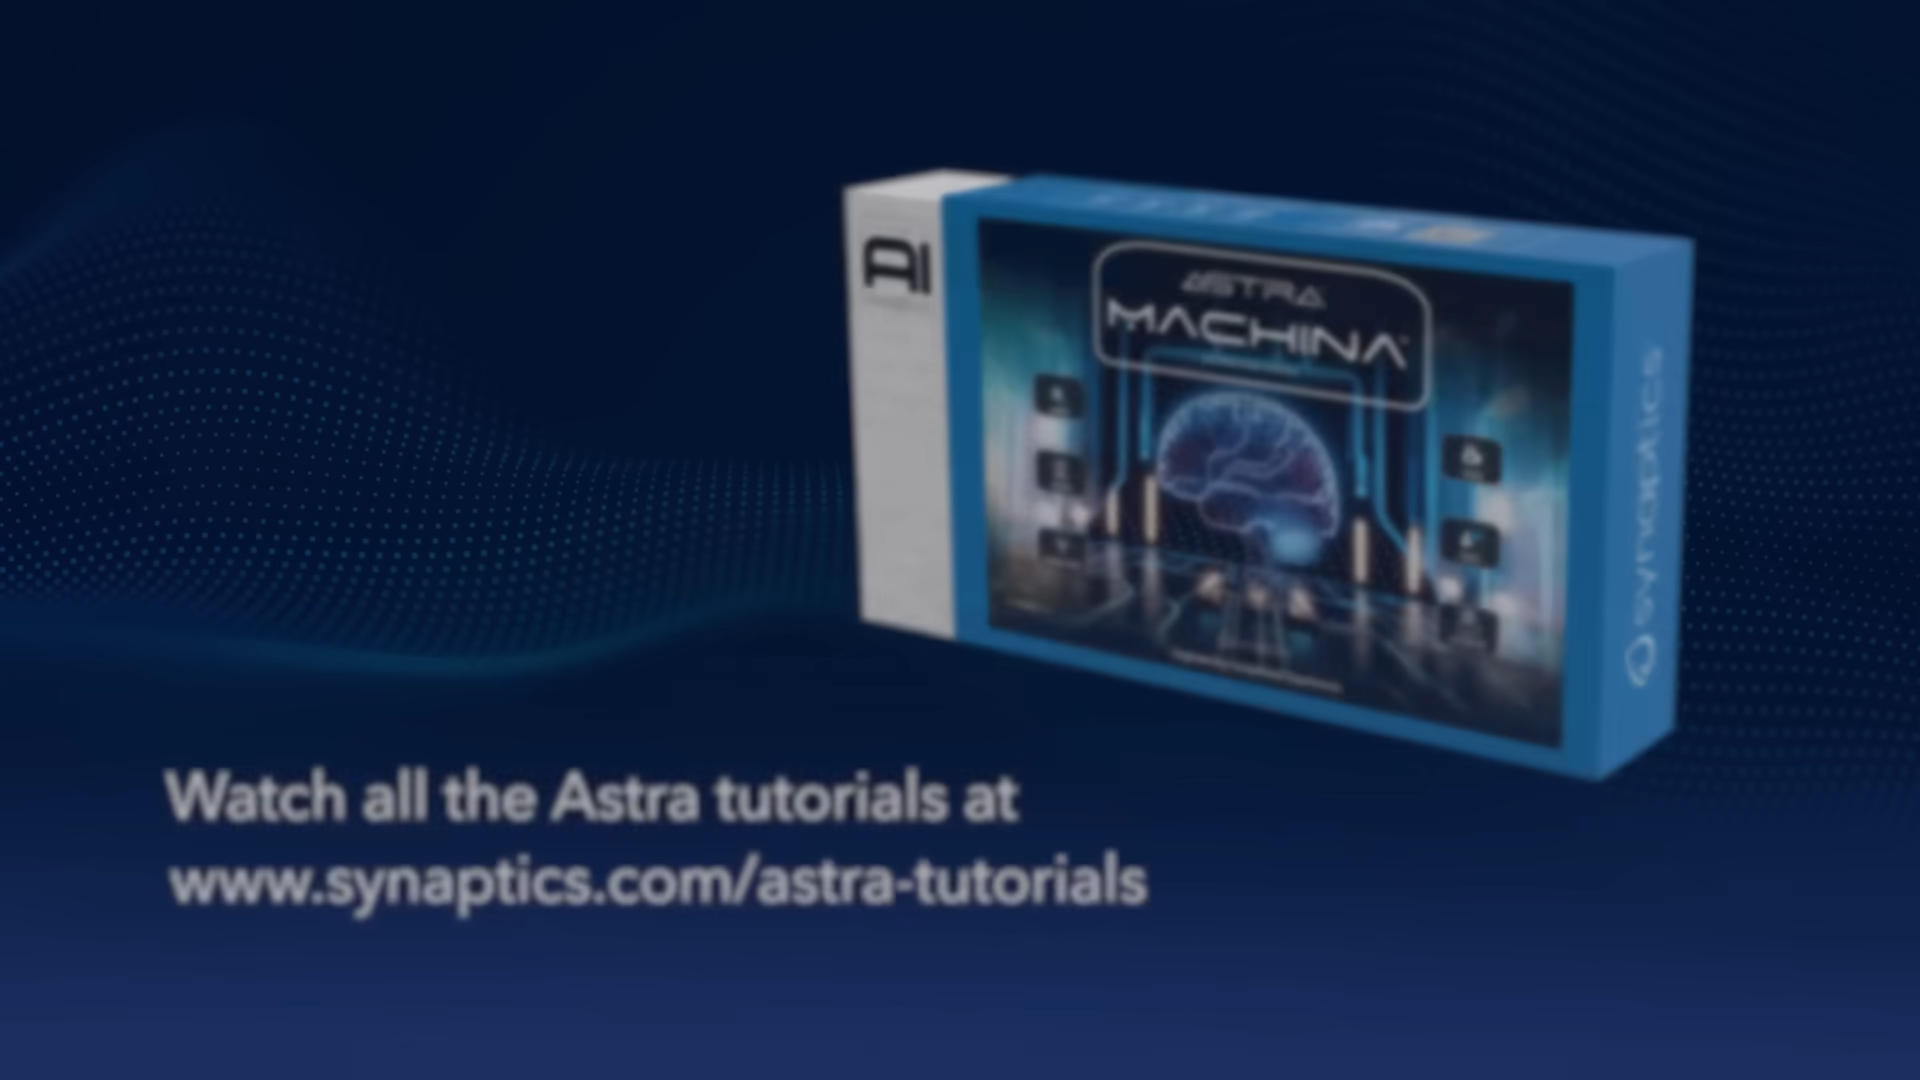 AI
ASTRA
MACHINA
synaptics
Watch all the Astra tutorials at
www.synaptics.com/astra-tutorials